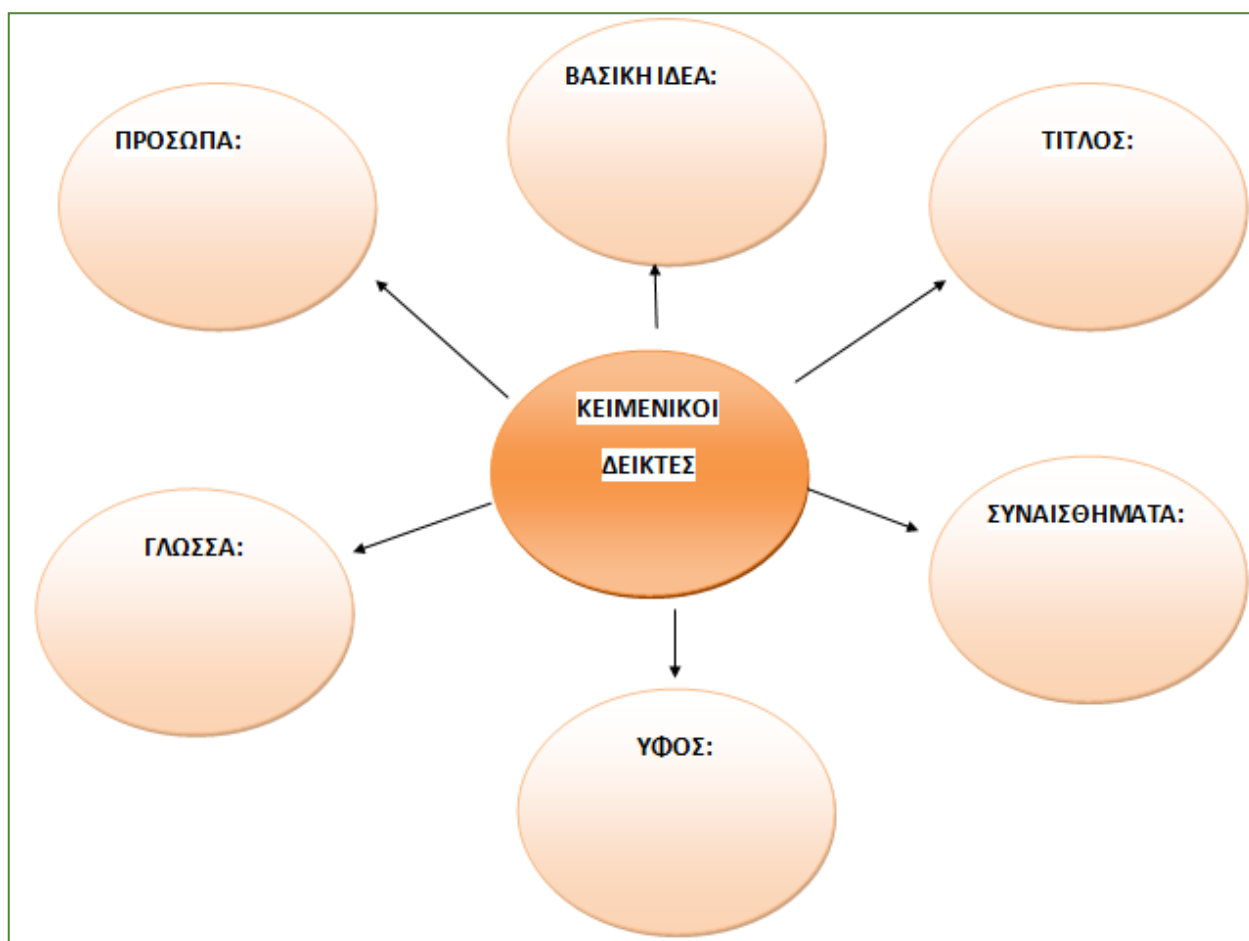 ΒΑΣΙΚΗ ΙΔΕΑ:
ΠΡΟΣΩΠΑ:
ΤΙΤΛΟΣ:
ΚΕΙΜΕΝΙΚΟΙ
ΔΕΙΚΤΕΣ
ΓΛΩΣΣΑ:
ΣΥΝΑΙΣΘΗΜΑΤΑ:
ΥΦΟΣ: